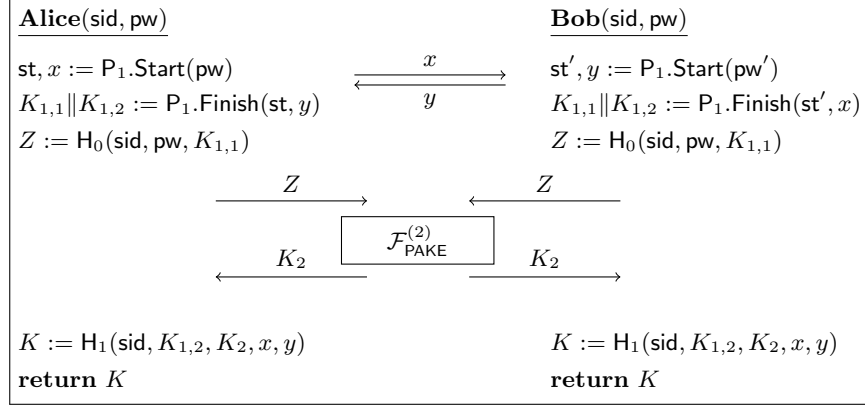 Alice(sid, pw)
Bob(sid, pw)
st, x := P₁.Start(pw)
x
st′, y := P₁.Start(pw′)
K₁,₁∥K₁,₂ := P₁.Finish(st, y)
y
K₁,₁∥K₁,₂ := P₁.Finish(st′, x)
Z := H₀(sid, pw, K₁,₁)
Z := H₀(sid, pw, K₁,₁)
Z
Z
F⁽²⁾_PAKE
K₂
K₂
K := H₁(sid, K₁,₂, K₂, x, y)
K := H₁(sid, K₁,₂, K₂, x, y)
return K
return K